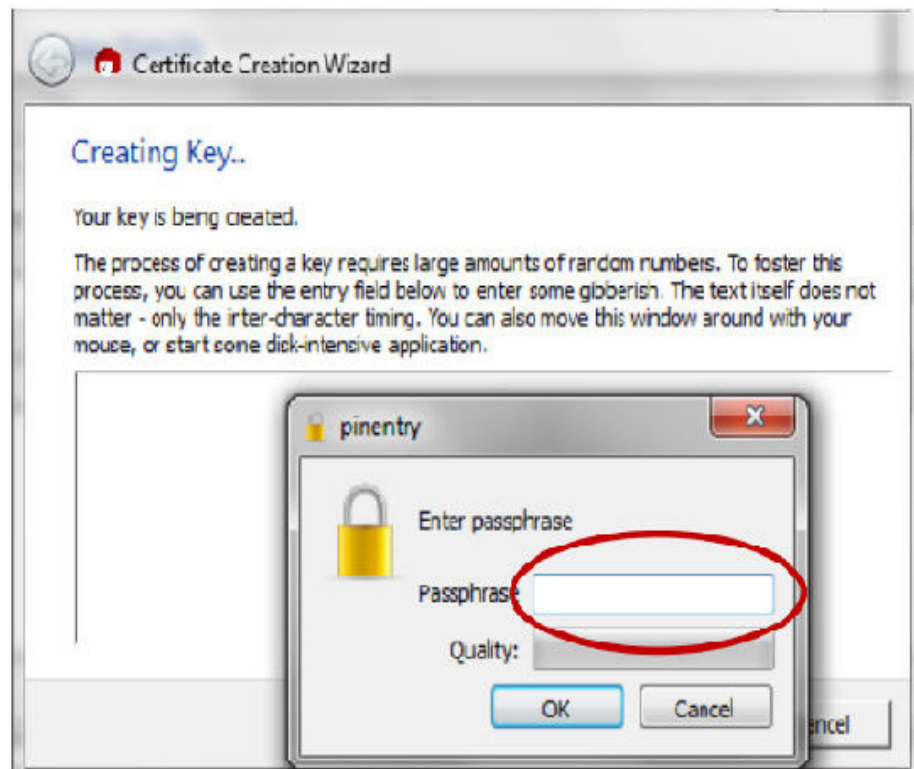 Certificate Creation Wizard
Creating Key...
Your key is being created.
The process of creating a key requires large amounts of random numbers. To foster this
process, you can use the entry field below to enter some gibberish. The text itself does not
matter - only the inter-character timing. You can also move this window around with your
mouse, or start some disk-intensive application.
pinentry
Enter passphrase
Passphrase
Quality:
OK
Cancel
ncel